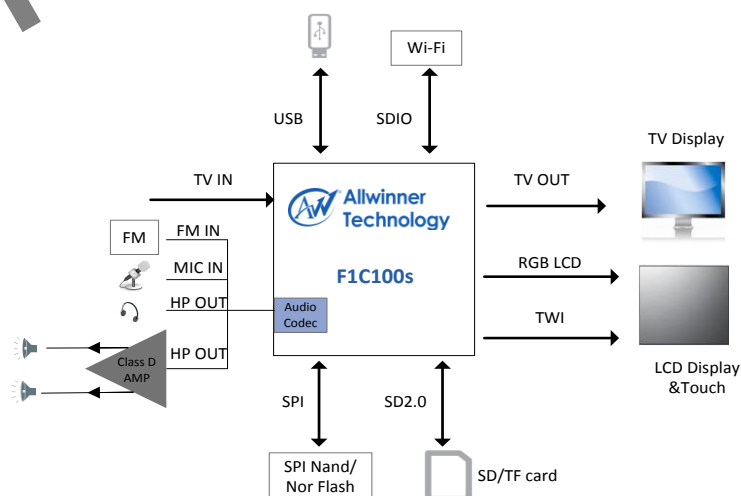 Wi-Fi
USB
SDIO
TV Display
TV IN
TV OUT
AW
Allwinner
Technology
FM
FM IN
MIC IN
F1C100s
RGB LCD
HP OUT
Audio
Codec
TWI
HP OUT
Class D
AMP
LCD Display
&Touch
SPI
SD2.0
SPI Nand/
Nor Flash
SD/TF card